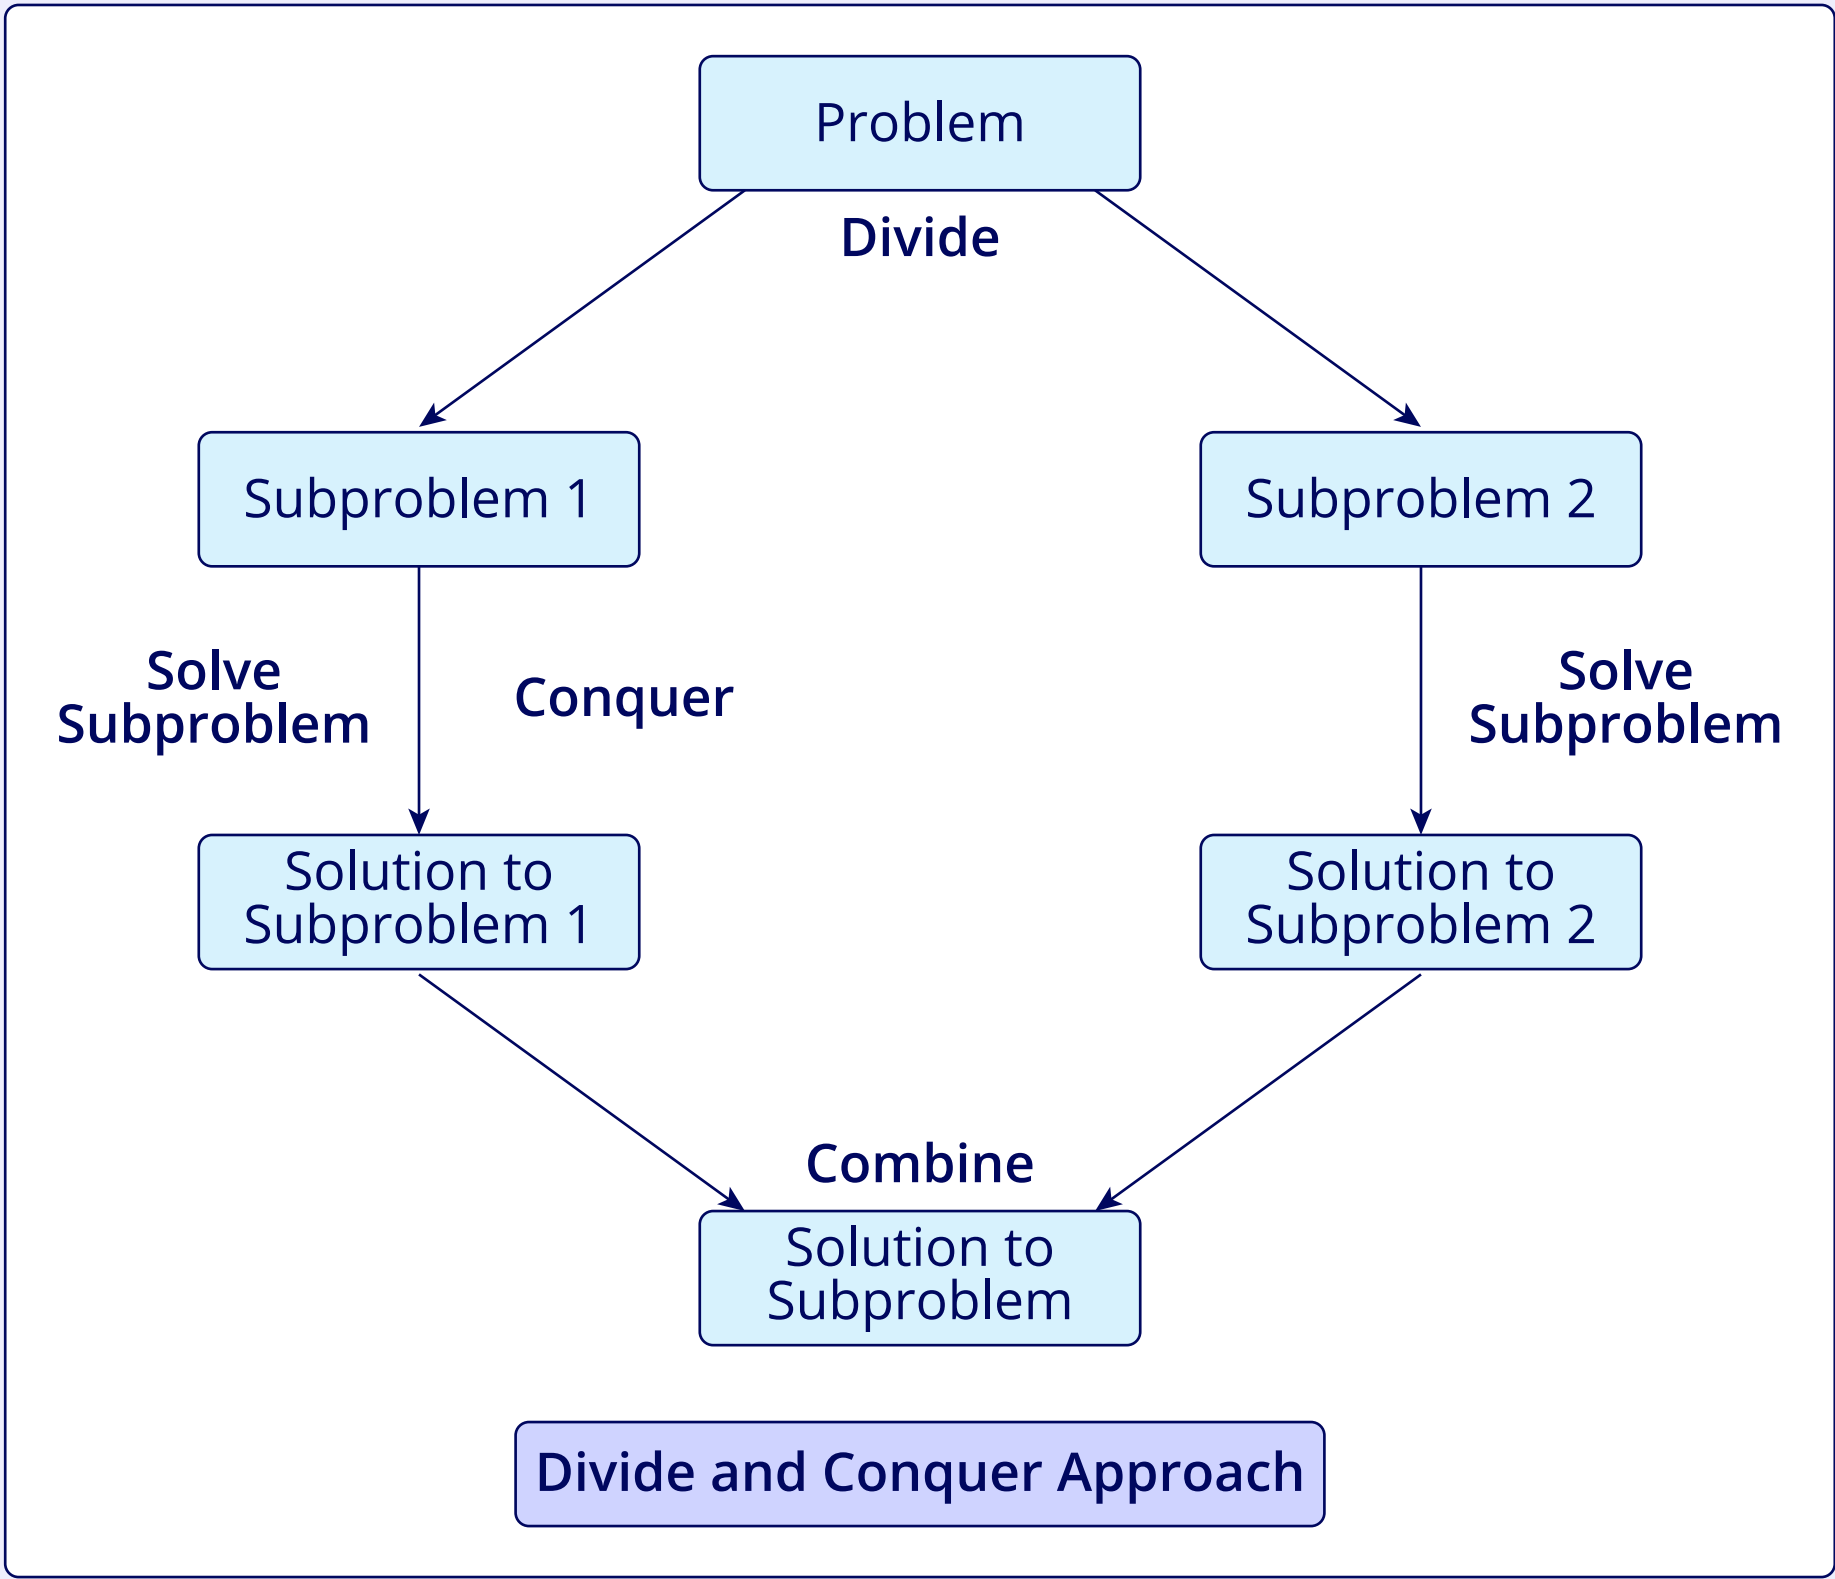 Problem
Divide
Subproblem 1
Subproblem 2
Solve
Subproblem
Conquer
Solve
Subproblem
Solution to
Subproblem 1
Solution to
Subproblem 2
Combine
Solution to
Subproblem
Divide and Conquer Approach